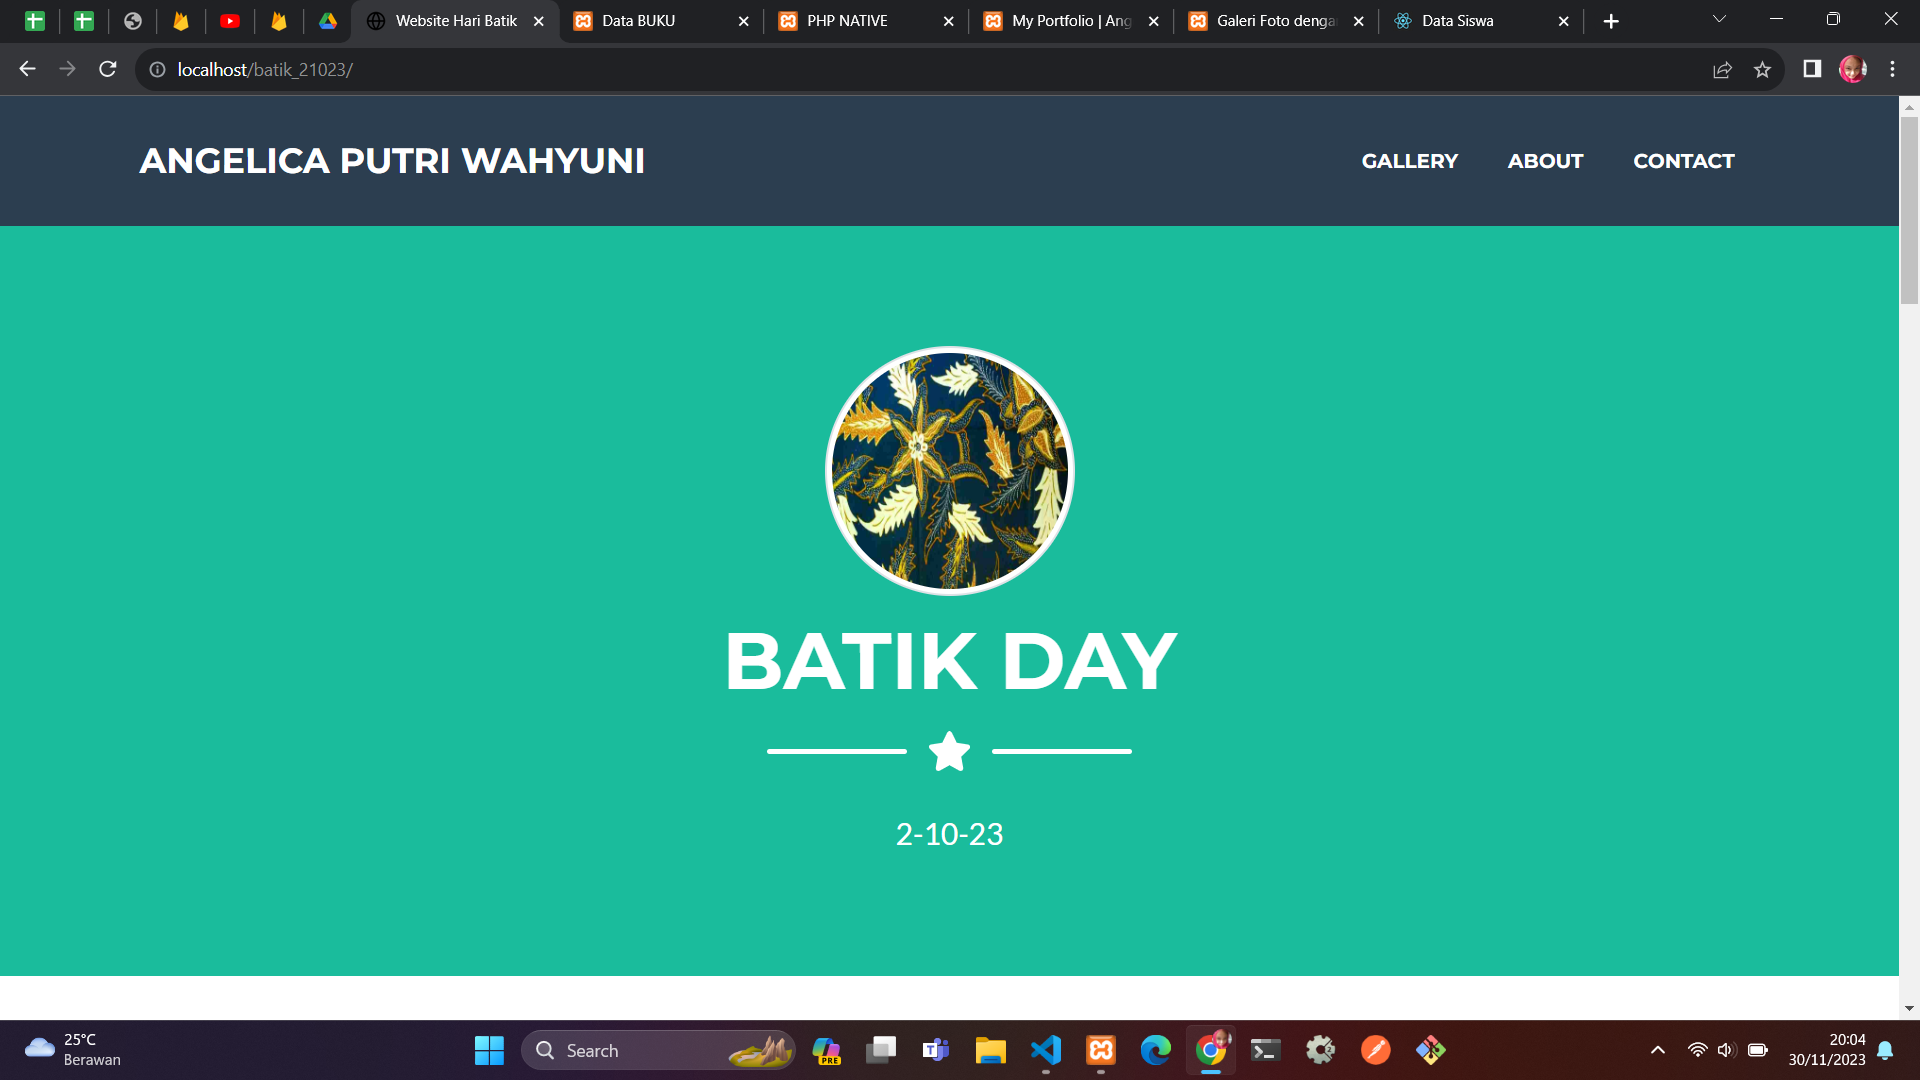 Website Hari Batik
Data BUKU
PHP NATIVE
My Portfolio | Ang
Galeri Foto denga
Data Siswa
localhost/batik_21023/
ANGELICA PUTRI WAHYUNI
GALLERY
ABOUT
CONTACT
BATIK DAY
2-10-23
25°C
Berawan
Search
PRE
20:04
30/11/2023